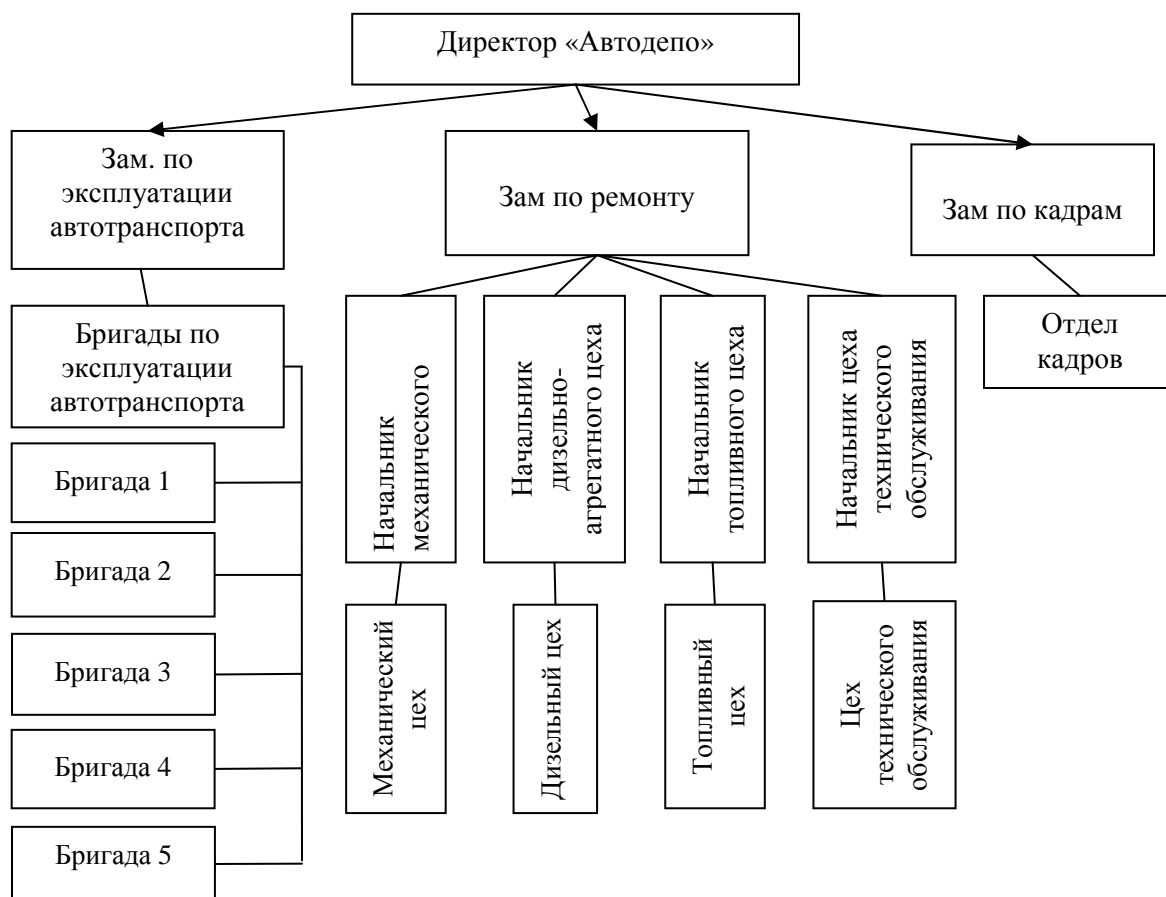 Директор «Автодепо»
Зам. по
эксплуатации
автотранспорта
Зам по ремонту
Зам по кадрам
Бригады по
эксплуатации
автотранспорта
Бригада 1
Бригада 2
Бригада 3
Бригада 4
Бригада 5
Начальник
механического
Начальник
дизельно-
агрегатного цеха
Начальник
топливного цеха
Начальник цеха
технического
обслуживания
Отдел
кадров
Механический
цех
Дизельный цех
Топливный
цех
Цех
технического
обслуживания